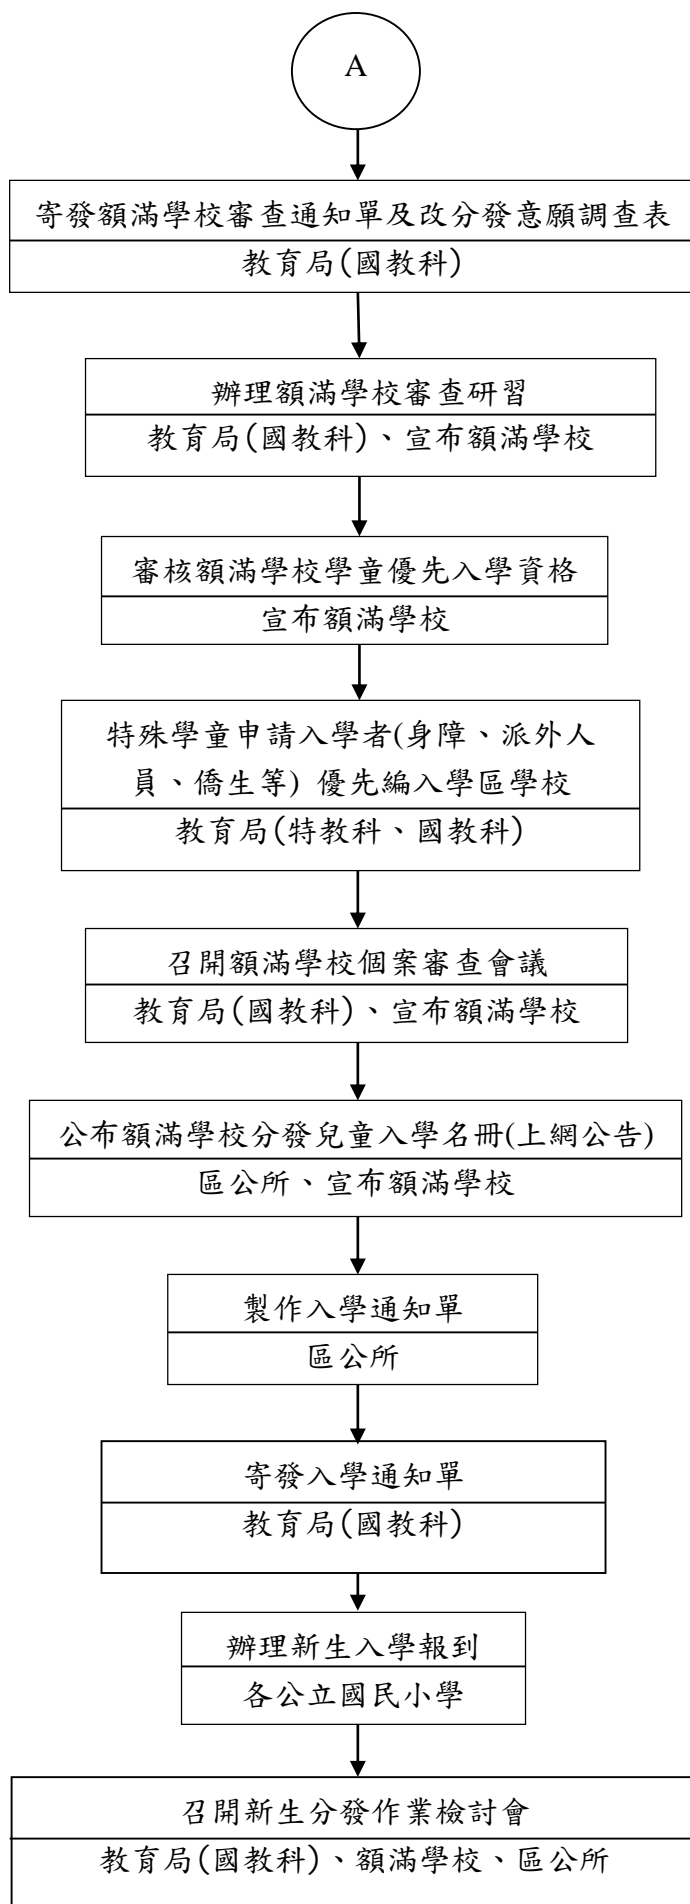 A
寄發額滿學校審查通知單及改分發意願調查表
教育局(國教科)
辦理額滿學校審查研習
教育局(國教科)、宣布額滿學校
審核額滿學校學童優先入學資格
宣布額滿學校
特殊學童申請入學者(身障、派外人
員、僑生等) 優先編入學區學校
教育局(特教科、國教科)
召開額滿學校個案審查會議
教育局(國教科)、宣布額滿學校
公布額滿學校分發兒童入學名冊(上網公告)
區公所、宣布額滿學校
製作入學通知單
區公所
寄發入學通知單
教育局(國教科)
辦理新生入學報到
各公立國民小學
召開新生分發作業檢討會
教育局(國教科)、額滿學校、區公所